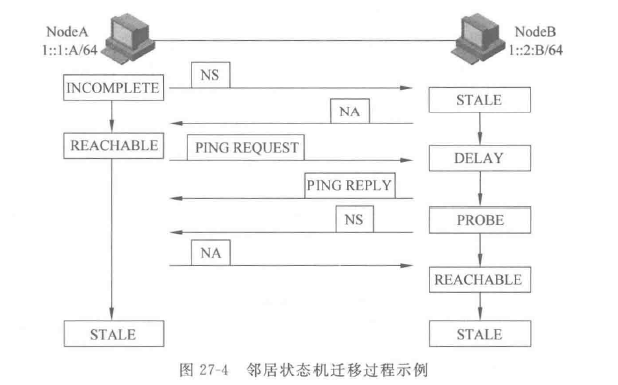 NodeA
1::1:A/64
NodeB
1::2:B/64
INCOMPLETE
NS
STALE
NA
REACHABLE
PING REQUEST
DELAY
PING REPLY
NS
PROBE
NA
REACHABLE
STALE
STALE
图 27-4 邻居状态机迁移过程示例